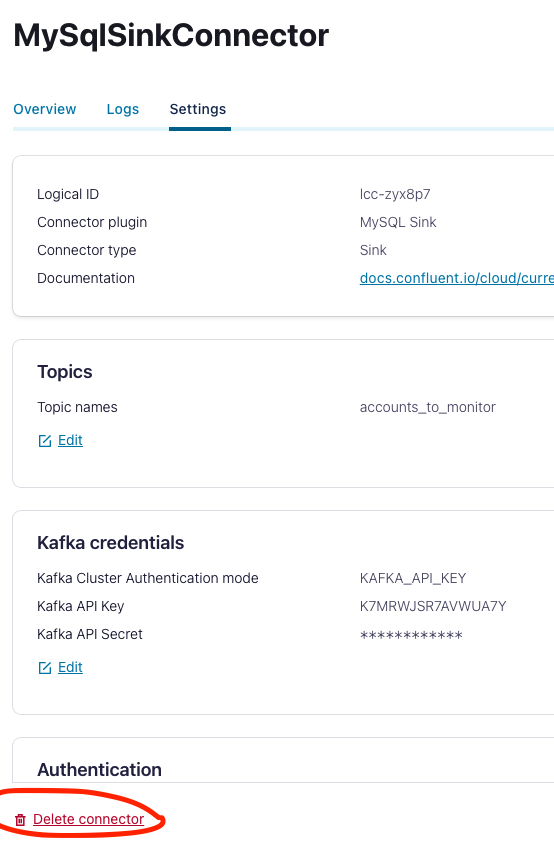 MySqlSinkConnector
Overview Logs Settings
Logical ID lcc-zyx8p7
Connector plugin MySQL Sink
Connector type Sink
Documentation docs.confluent.io/cloud/curre
Topics
Topic names accounts_to_monitor
Edit
Kafka credentials
Kafka Cluster Authentication mode KAFKA_API_KEY
Kafka API Key K7MRWJSR7AVWUA7Y
Kafka API Secret ************
Edit
Authentication
Delete connector